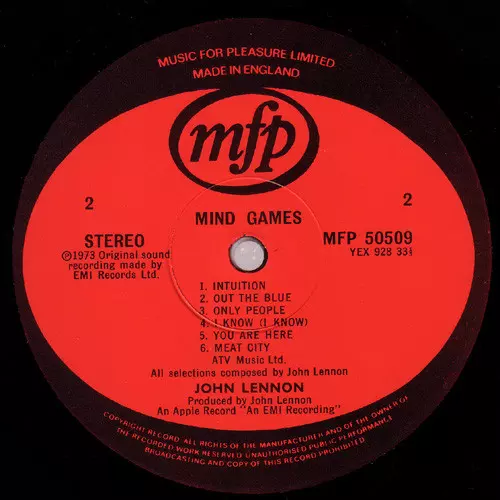 MUSIC FOR PLEASURE LIMITED
MADE IN ENGLAND
mfp
2
2
MIND GAMES
STEREO
MFP 50509
℗1973 Original sound
recording made by
EMI Records Ltd.
YEX 928 33⅓
1. INTUITION
2. OUT THE BLUE
3. ONLY PEOPLE
4. I KNOW (I KNOW)
5. YOU ARE HERE
6. MEAT CITY
ATV Music Ltd.
All selections composed by John Lennon
JOHN LENNON
Produced by John Lennon
An Apple Record "An EMI Recording"
COPYRIGHT RECORD. ALL RIGHTS OF THE MANUFACTURER AND OF THE OWNER OF
THE RECORDED WORK RESERVED UNAUTHORISED PUBLIC PERFORMANCE
BROADCASTING AND COPY OF THIS RECORD PROHIBITED